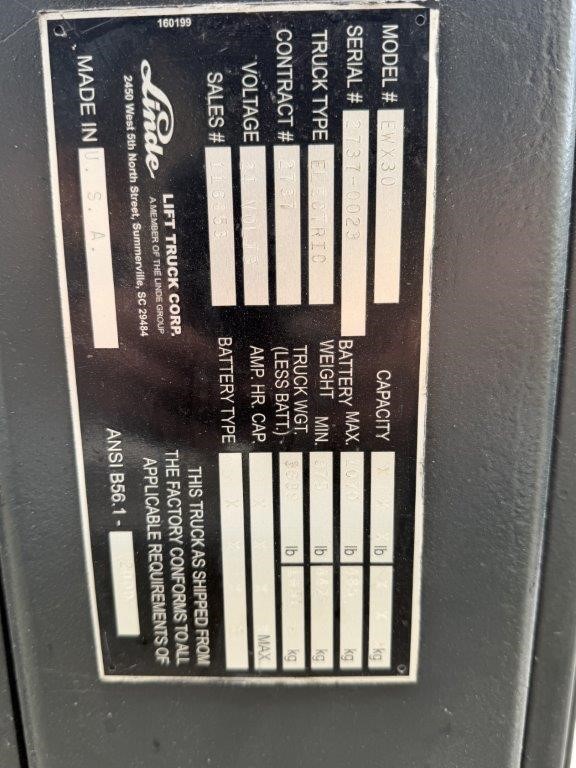 MODEL # EWX30
SERIAL # 2737-0029
TRUCK TYPE ELECTRIC
CONTRACT # 2737
VOLTAGE VOLTS
SALES #
CAPACITY X X X lb X X X kg
BATTERY MAX. lb kg
WEIGHT MIN. lb kg
TRUCK WGT. (LESS BATT.) lb kg
AMP. HR. CAP X X X MAX
BATTERY TYPE X X
Linde LIFT TRUCK CORP.
A MEMBER OF THE LINDE GROUP
2450 West 5th North Street, Summerville, SC 29484
MADE IN U. S. A.
THIS TRUCK AS SHIPPED FROM
THE FACTORY CONFORMS TO ALL
APPLICABLE REQUIREMENTS OF
ANSI B56.1 -
160199